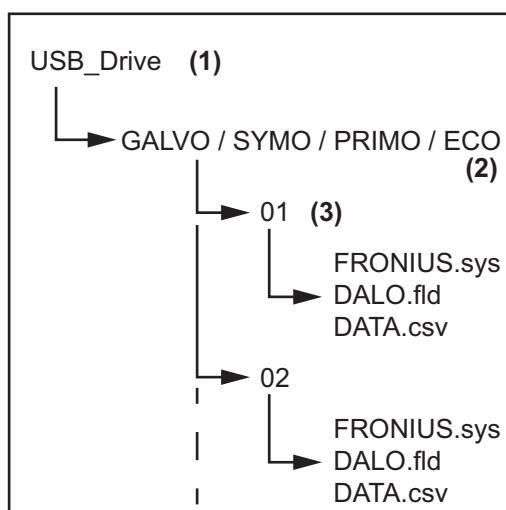 USB_Drive (1)
GALVO / SYMO / PRIMO / ECO
(2)
01 (3)
FRONIUS.sys
DALO.fld
DATA.csv
02
FRONIUS.sys
DALO.fld
DATA.csv